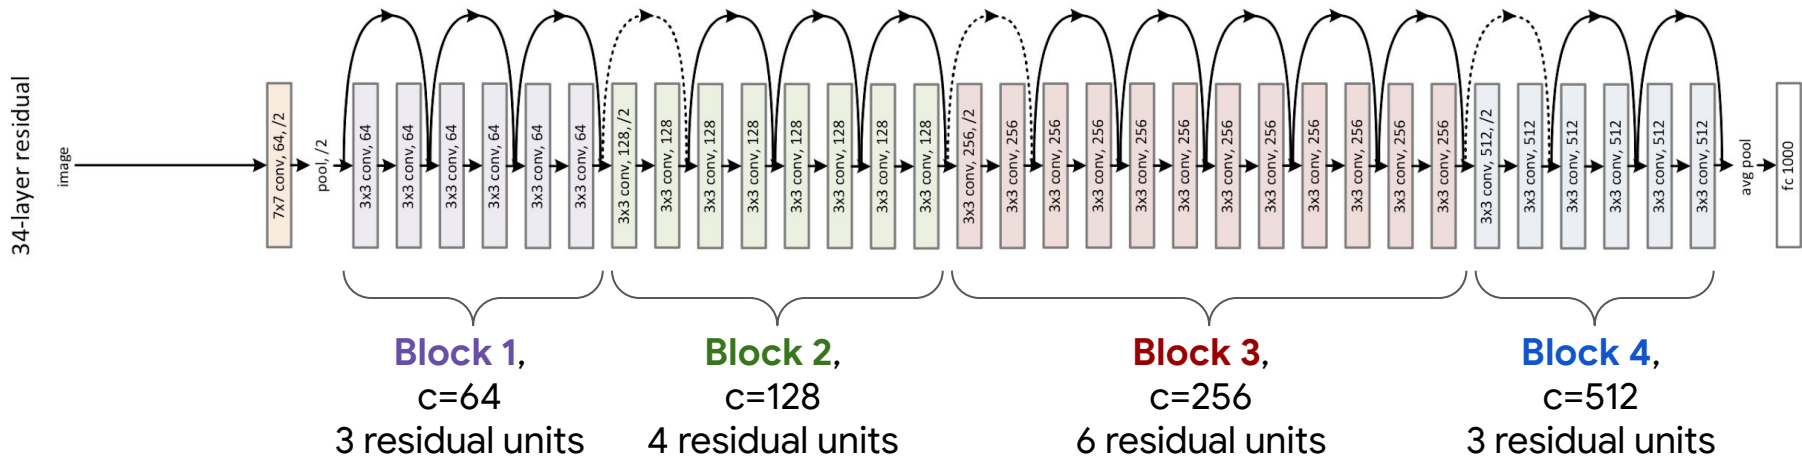 34-layer residual
image
7x7 conv, 64, /2
pool, /2
3x3 conv, 64
3x3 conv, 64
3x3 conv, 64
3x3 conv, 64
3x3 conv, 64
3x3 conv, 64
3x3 conv, 128, /2
3x3 conv, 128
3x3 conv, 128
3x3 conv, 128
3x3 conv, 128
3x3 conv, 128
3x3 conv, 128
3x3 conv, 128
3x3 conv, 256, /2
3x3 conv, 256
3x3 conv, 256
3x3 conv, 256
3x3 conv, 256
3x3 conv, 256
3x3 conv, 256
3x3 conv, 256
3x3 conv, 256
3x3 conv, 256
3x3 conv, 256
3x3 conv, 256
3x3 conv, 512, /2
3x3 conv, 512
3x3 conv, 512
3x3 conv, 512
3x3 conv, 512
3x3 conv, 512
avg pool
fc 1000
Block 1,
c=64
3 residual units
Block 2,
c=128
4 residual units
Block 3,
c=256
6 residual units
Block 4,
c=512
3 residual units